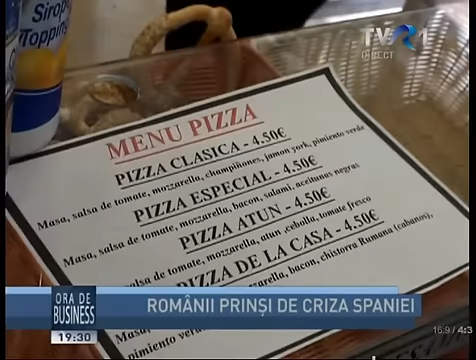 Sirop
Toppin
TVR1
DIRECT
MENU PIZZA
PIZZA CLASICA - 4.50€
Masa, salsa de tomate, mozzarella, champiñones, jamon york, pimiento verde
PIZZA ESPECIAL - 4.50€
Masa, salsa de tomate, mozzarella, bacon, salami, aceitunas negras
PIZZA ATUN - 4.50€
salsa de tomate, mozzarella, atun ,cebolla, tomate fresco
PIZZA DE LA CASA - 4.50€
mozzarella, bacon, chistorra Rumana (cabanos),
pimiento verde
ORA DE
BUSINESS
19:30
ROMÂNII PRINȘI DE CRIZA SPANIEI
16:9 / 4:3